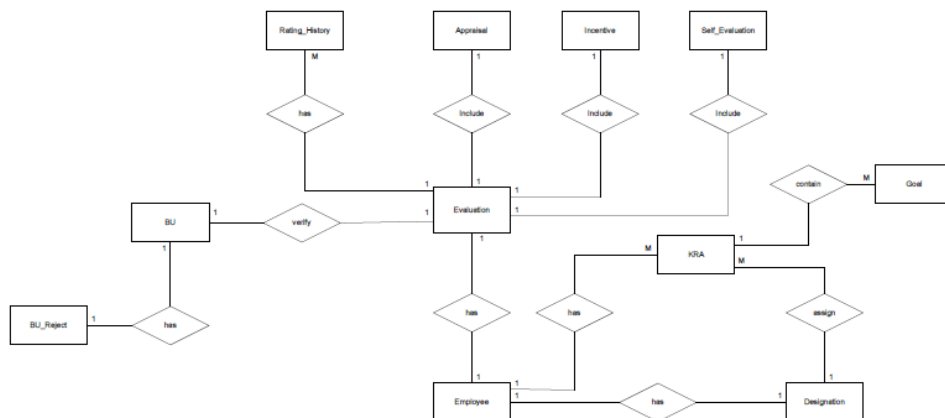 Rating_History
Appraisal
Incentive
Self_Evaluation
M
1
1
1
has
Include
Include
Include
1
1
1
1
Evaluation
contain
M
Goal
1
BU
1
verify
1
1
1
1
M
KRA
M
BU_Reject
1
has
has
has
assign
1
1
1
Employee
1
has
1
Designation